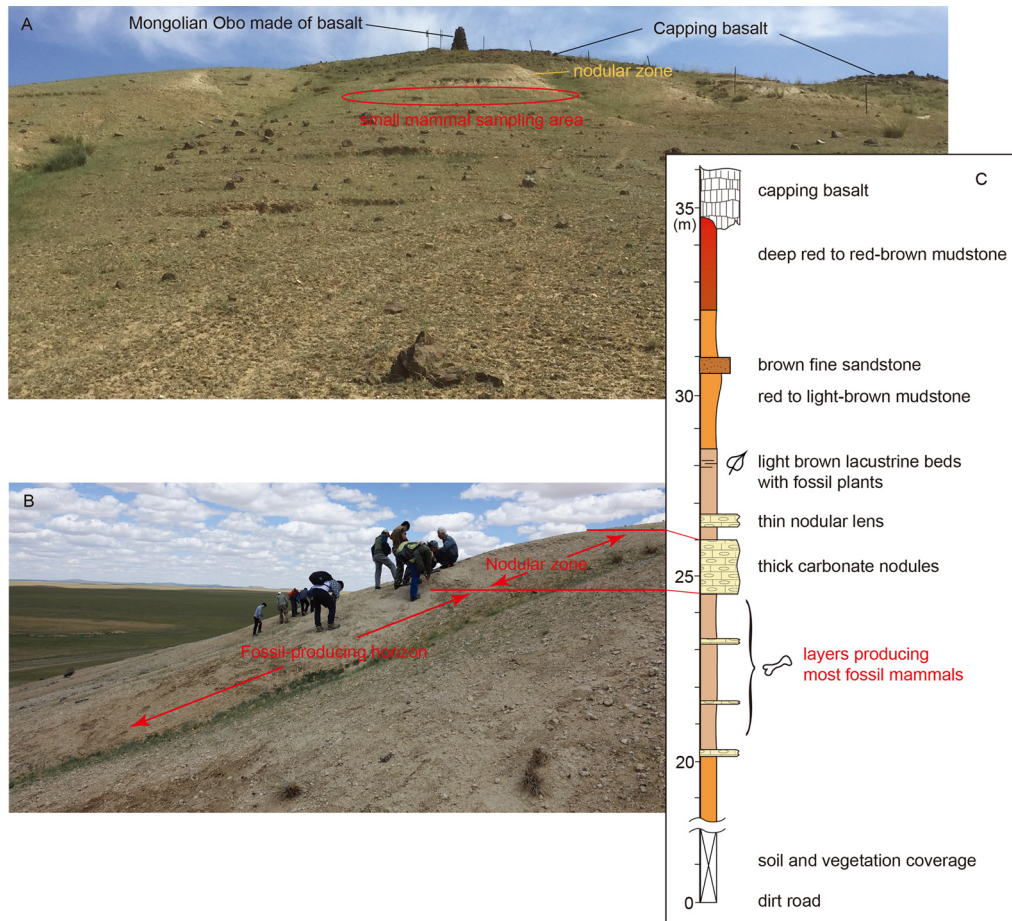 A
Mongolian Obo made of basalt
Capping basalt
nodular zone
small mammal sampling area
B
Nodular zone
Fossil-producing horizon
C
capping basalt
35
(m)
deep red to red-brown mudstone
brown fine sandstone
30
red to light-brown mudstone
light brown lacustrine beds
with fossil plants
thin nodular lens
thick carbonate nodules
25
layers producing
most fossil mammals
20
soil and vegetation coverage
0
dirt road